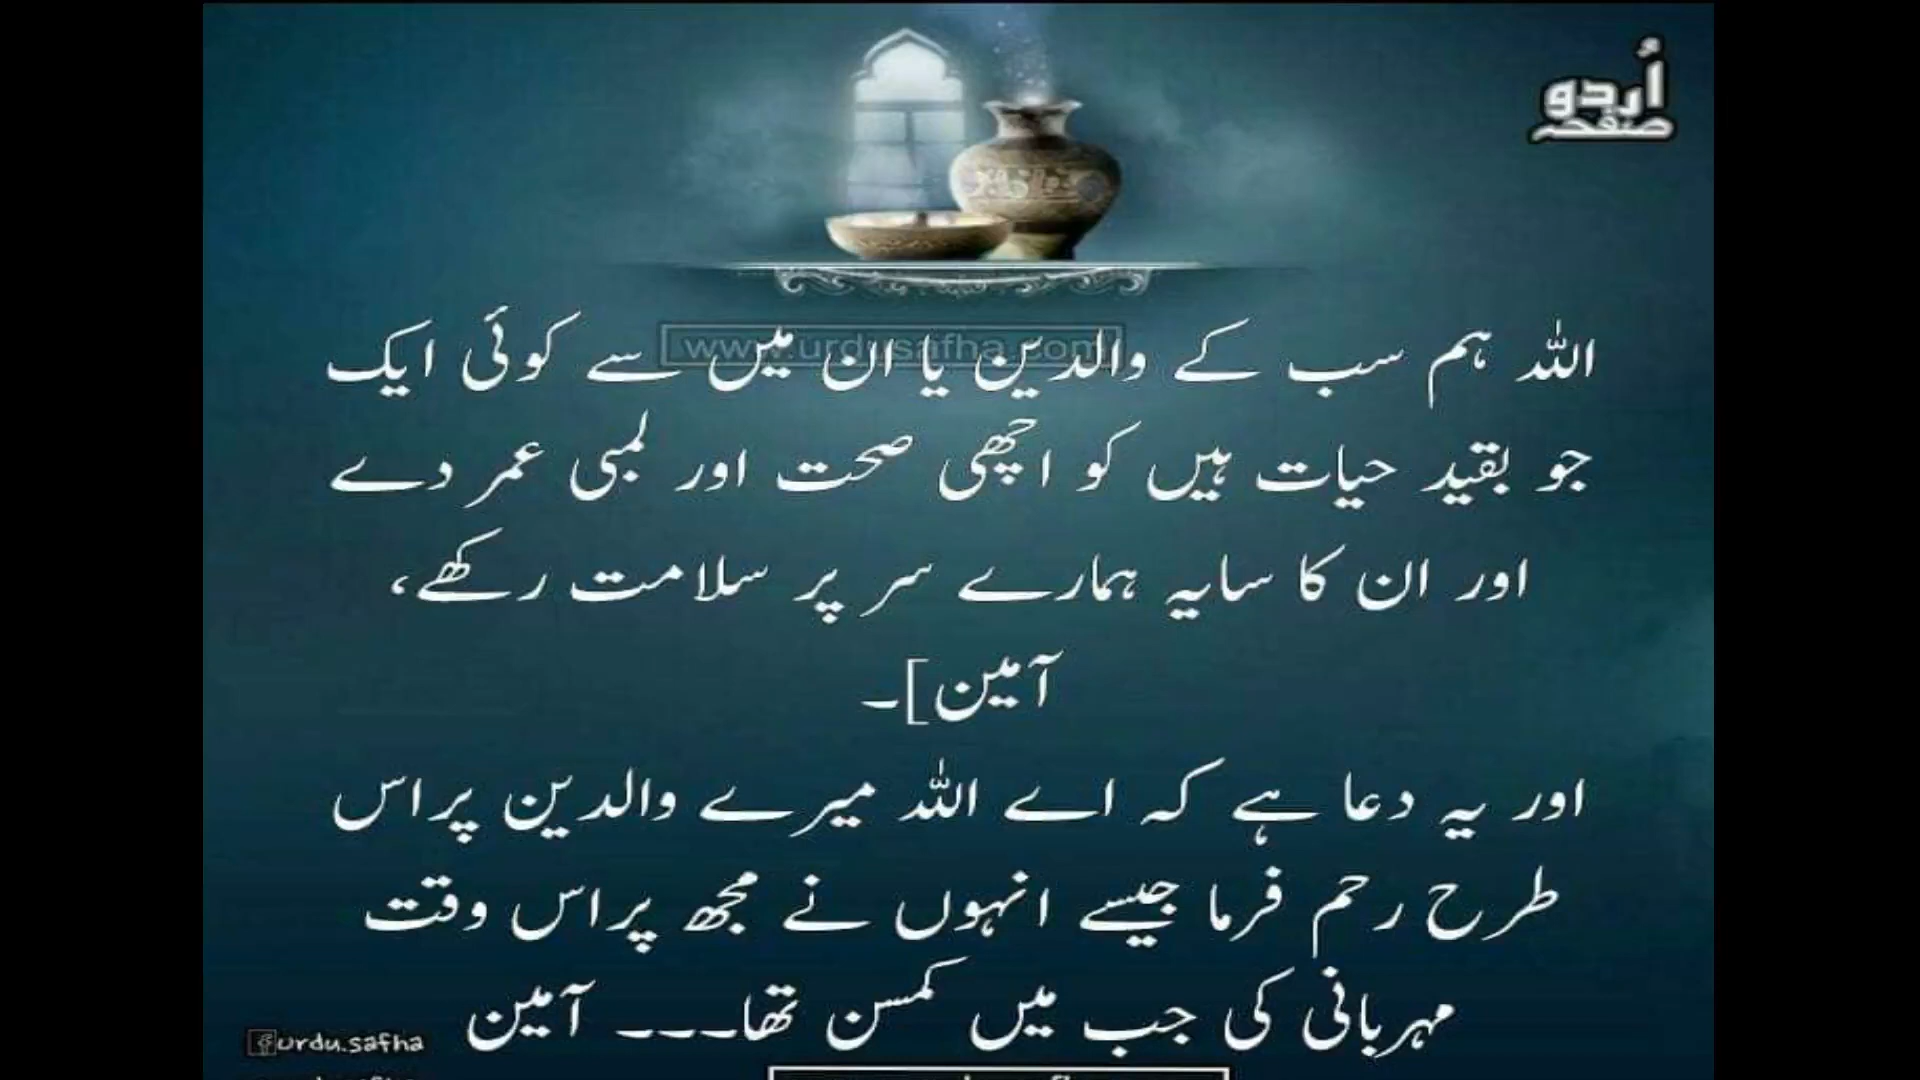 اُردو
صفحہ
www.urdusafha.com
اللہ ہم سب کے والدین یا ان میں سے کوئی ایک
جو بقید حیات ہیں کو اچھی صحت اور لمبی عمر دے
اور ان کا سایہ ہمارے سر پر سلامت رکھے،
آمین]۔
اور یہ دعا ہے کہ اے اللہ میرے والدین پر اس
طرح رحم فرما جیسے انہوں نے مجھ پر اس وقت
مہربانی کی جب میں کمسن تھا۔۔۔ آمین
urdu.safha